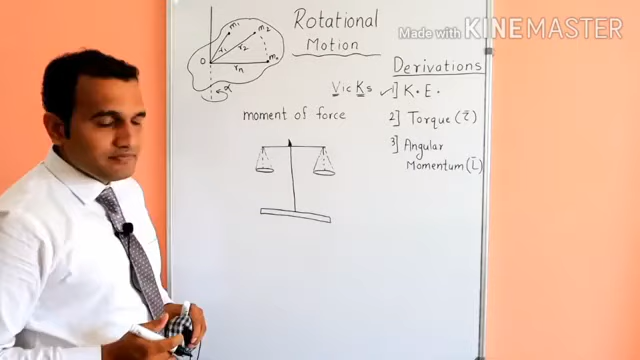 Made with KINEMASTER
Rotational
Motion
m₁
m₂
r₁
r₂
O
rₙ
mₙ
α
Derivations
Vicks ✓ 1] K.E.
moment of force
2] Torque (τ̄)
3] Angular
Momentum (L̄)